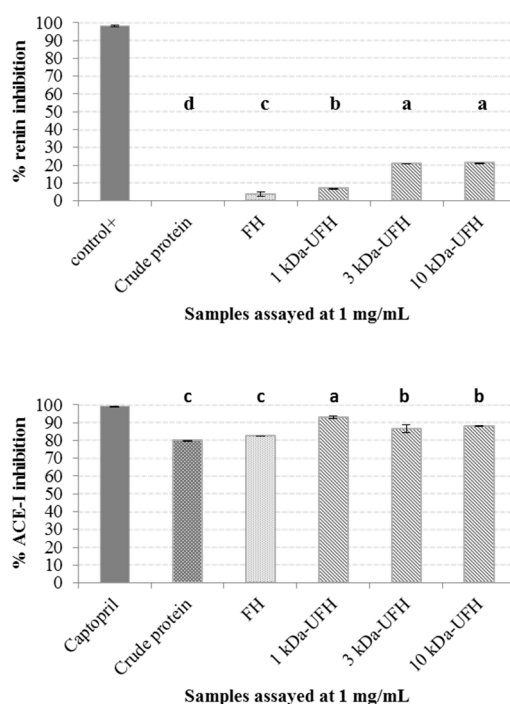 100
90
80
70
60
50
40
30
20
10
0
% renin inhibition
d c b a a
control+
Crude protein
FH
1 kDa-UFH
3 kDa-UFH
10 kDa-UFH
Samples assayed at 1 mg/mL
100
90
80
70
60
50
40
30
20
10
0
% ACE-I inhibition
c c a b b
Captopril
Crude protein
FH
1 kDa-UFH
3 kDa-UFH
10 kDa-UFH
Samples assayed at 1 mg/mL